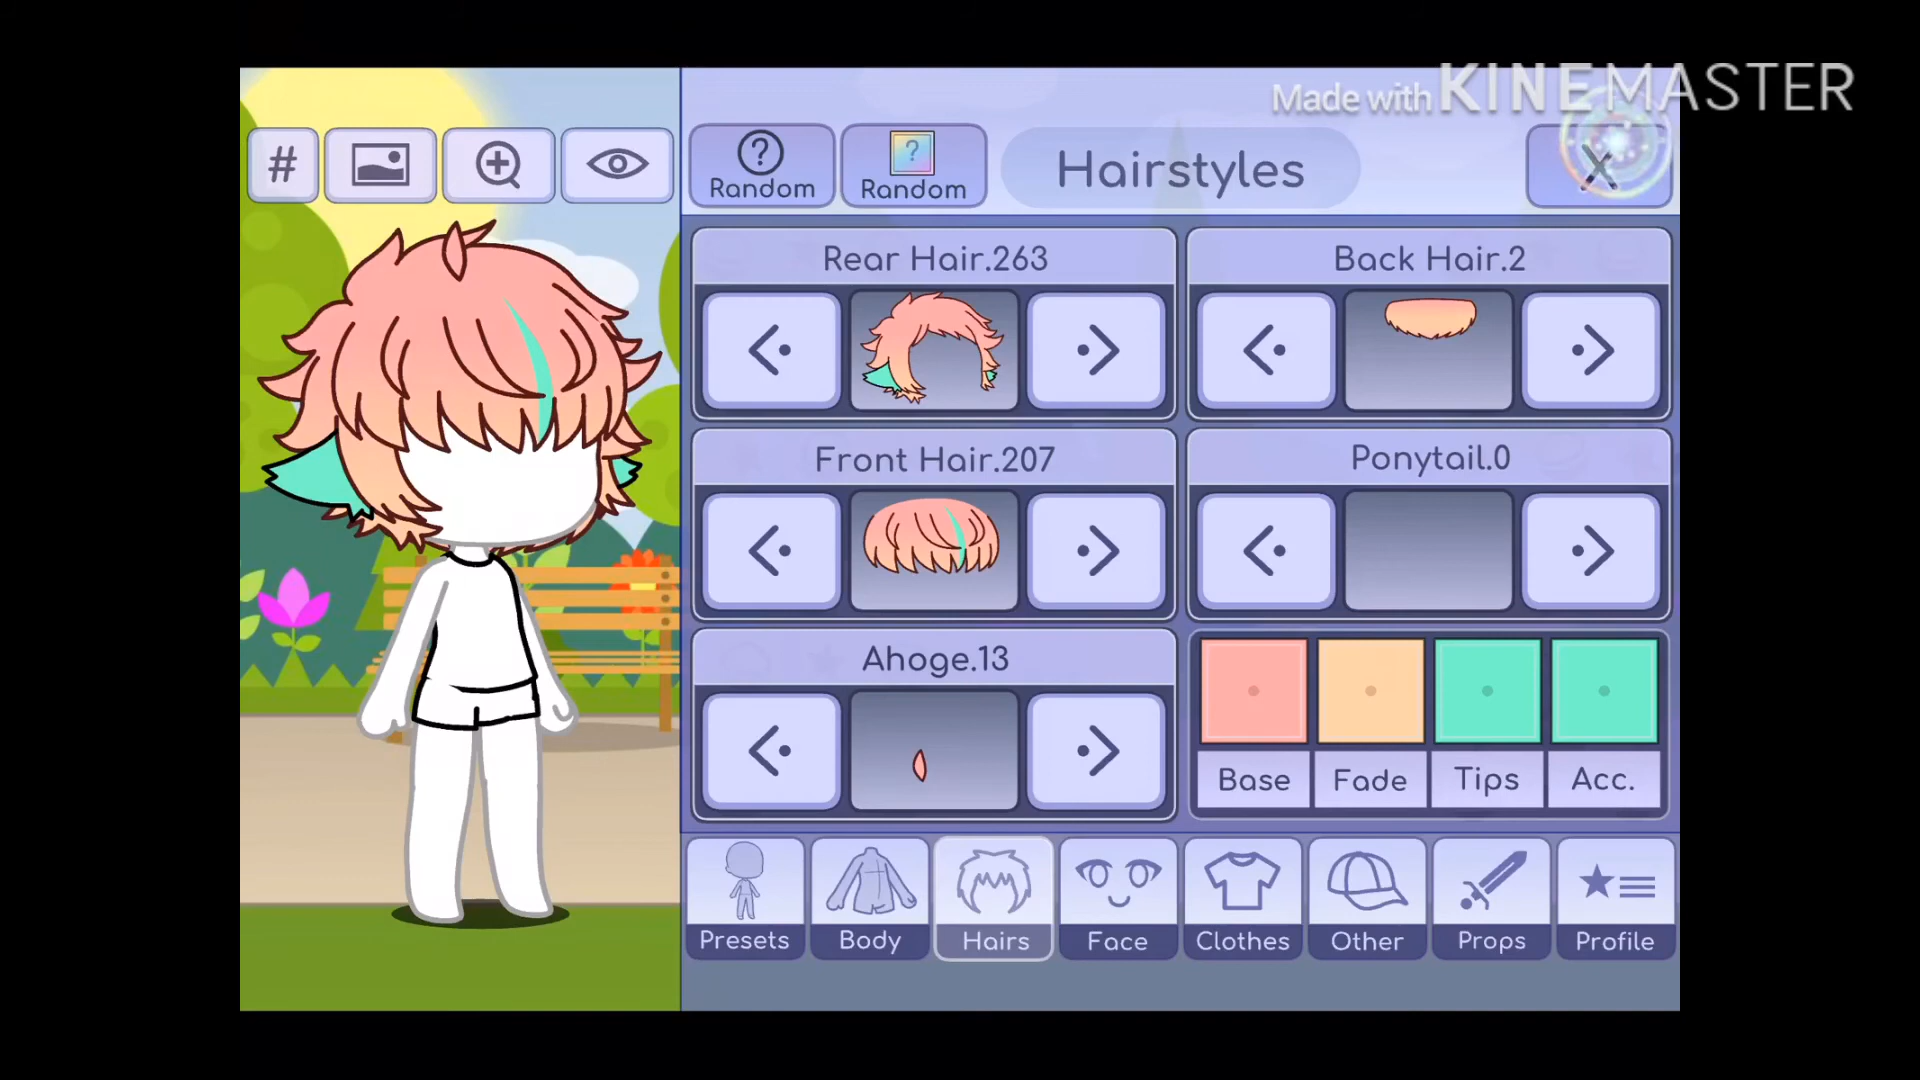 Made with KINEMASTER
#
? Random
? Random
Hairstyles
X
Rear Hair.263
Back Hair.2
Front Hair.207
Ponytail.0
Ahoge.13
Base
Fade
Tips
Acc.
Presets
Body
Hairs
Face
Clothes
Other
Props
Profile